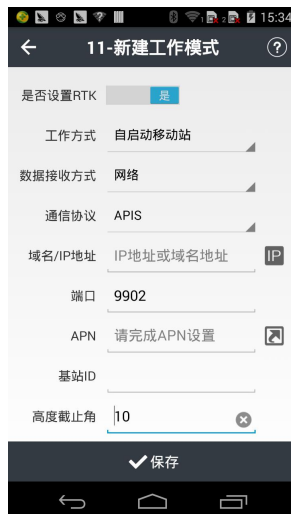 15:34
11-新建工作模式
是否设置RTK 是
工作方式 自启动移动站
数据接收方式 网络
通信协议 APIS
域名/IP地址 IP地址或域名地址 IP
端口 9902
APN 请完成APN设置
基站ID
高度截止角 10
保存